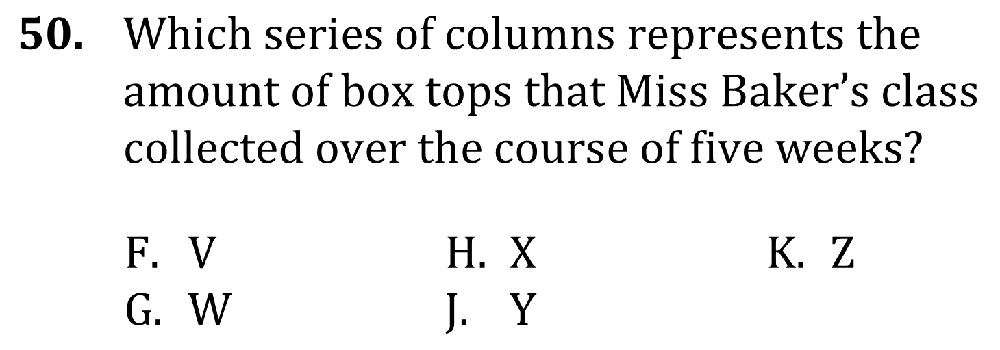 50. Which series of columns represents the
amount of box tops that Miss Baker’s class
collected over the course of five weeks?
F. V H. X K. Z
G. W J. Y